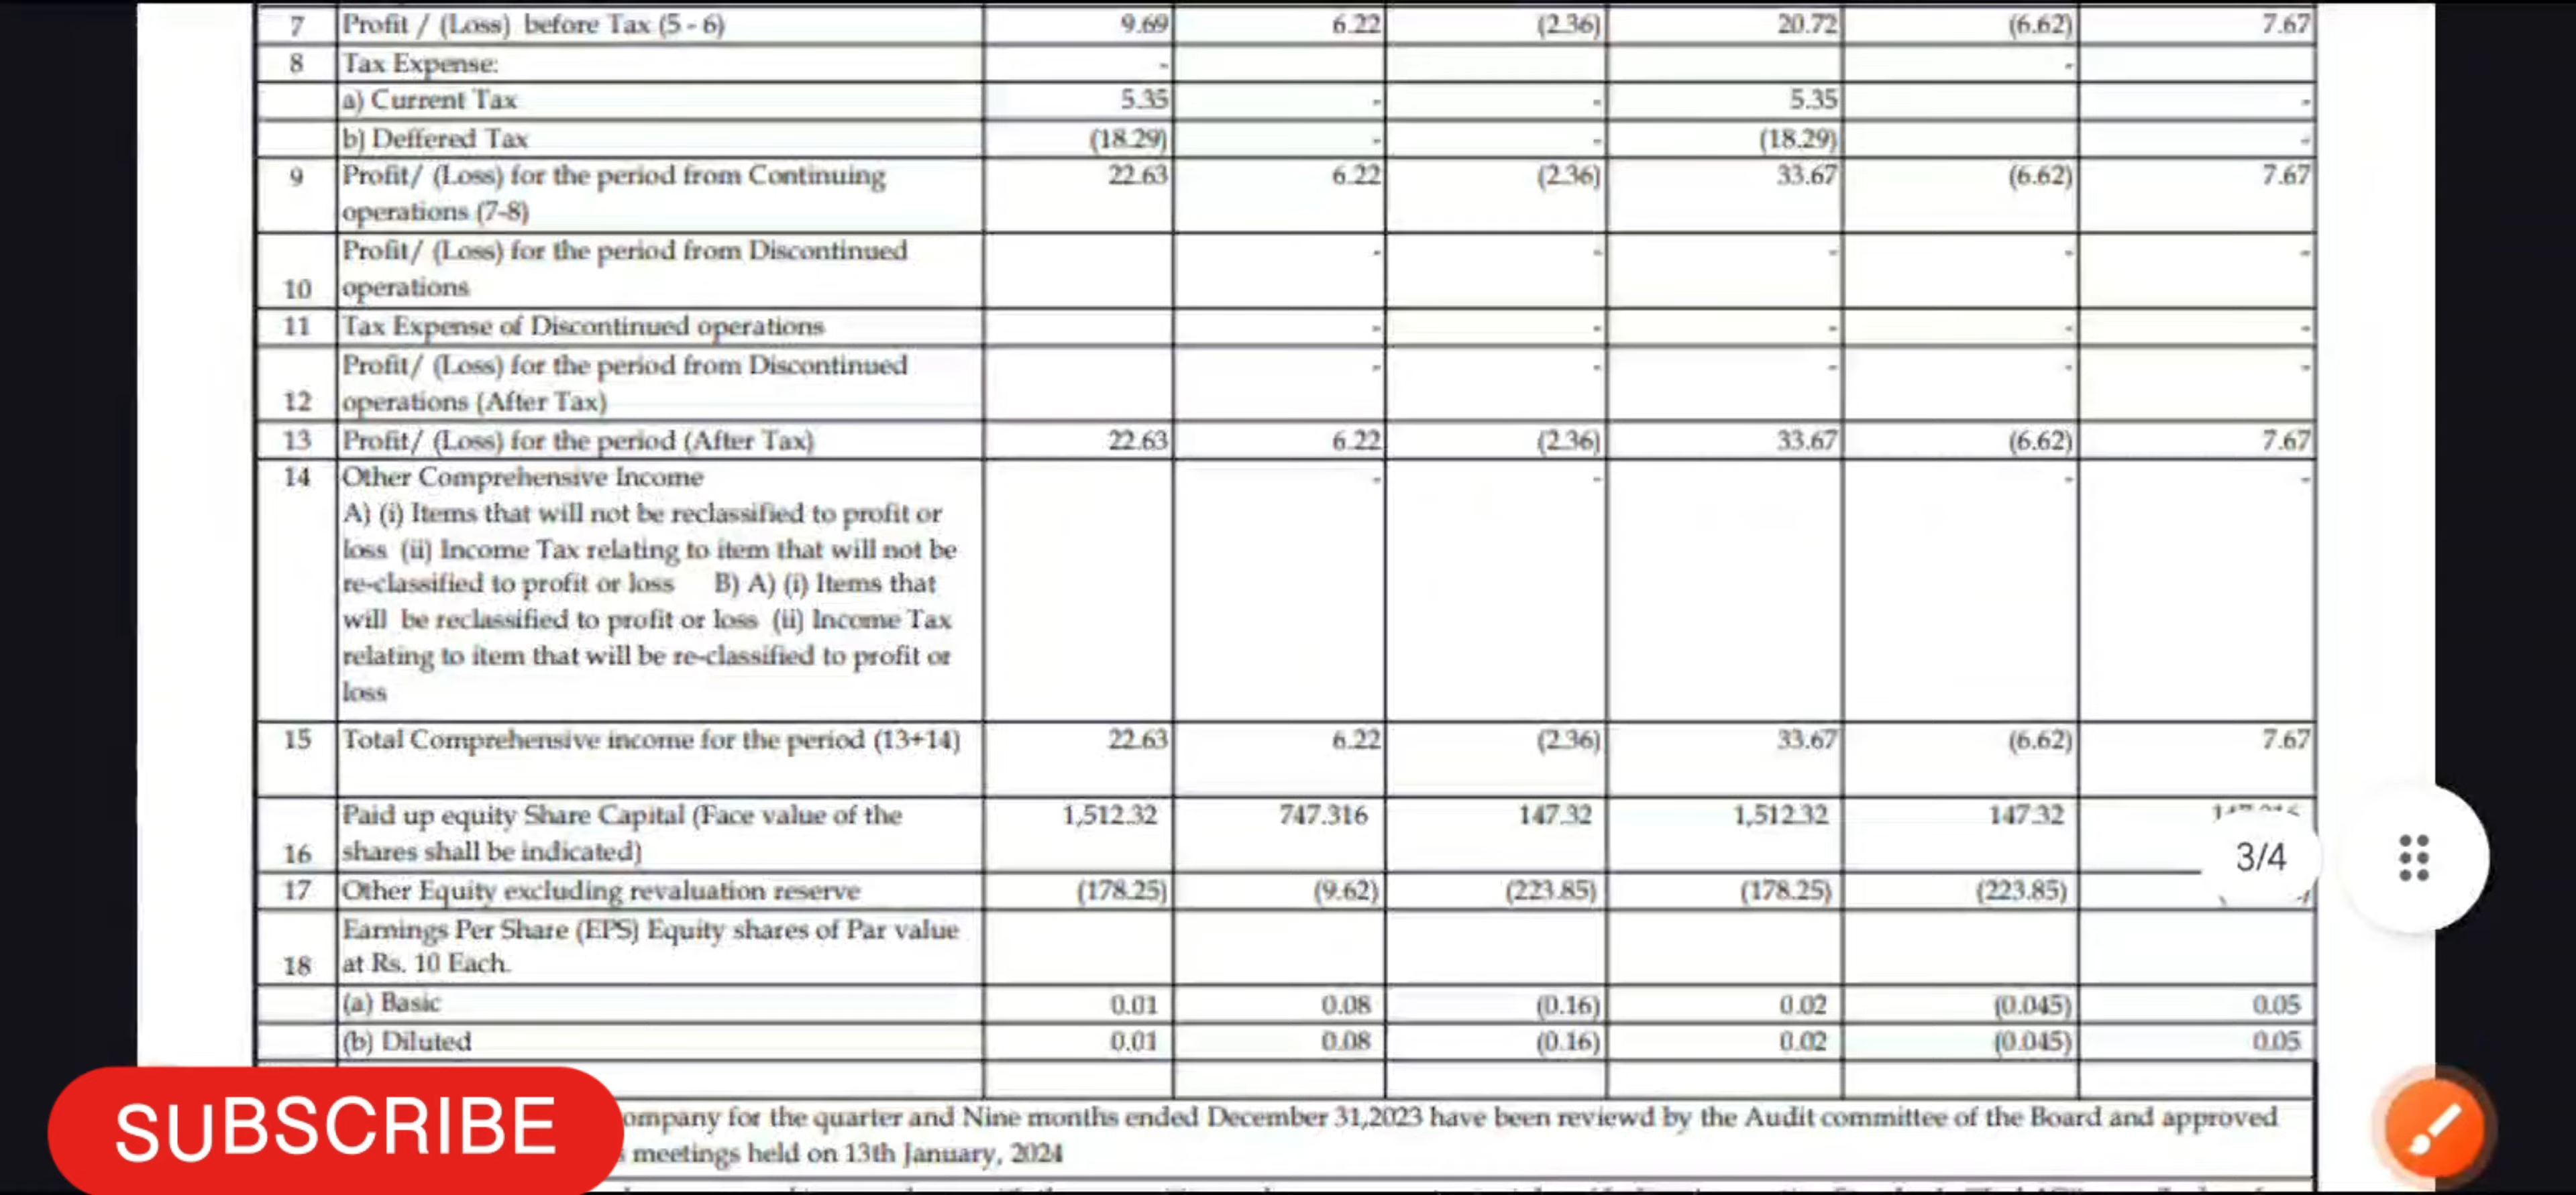 7 Profit / (Loss) before Tax (5 - 6) 9.69 6.22 (2.36) 20.72 (6.62) 7.67
8 Tax Expense: - -
a) Current Tax 5.35 - - 5.35 -
b) Deffered Tax (18.29) - - (18.29) -
9 Profit/ (Loss) for the period from Continuing 22.63 6.22 (2.36) 33.67 (6.62) 7.67
operations (7-8)
Profit/ (Loss) for the period from Discontinued - - - - -
10 operations
11 Tax Expense of Discontinued operations - - - - -
Profit/ (Loss) for the period from Discontinued - - - - -
12 operations (After Tax)
13 Profit/ (Loss) for the period (After Tax) 22.63 6.22 (2.36) 33.67 (6.62) 7.67
14 Other Comprehensive Income - - - -
A) (i) Items that will not be reclassified to profit or
loss (ii) Income Tax relating to item that will not be
re-classified to profit or loss B) A) (i) Items that
will be reclassified to profit or loss (ii) Income Tax
relating to item that will be re-classified to profit or
loss
15 Total Comprehensive income for the period (13+14) 22.63 6.22 (2.36) 33.67 (6.62) 7.67
Paid up equity Share Capital (Face value of the 1,512.32 747.316 147.32 1,512.32 147.32
16 shares shall be indicated)
3/4
17 Other Equity excluding revaluation reserve (178.25) (9.62) (223.85) (178.25) (223.85)
Earnings Per Share (EPS) Equity shares of Par value
18 at Rs. 10 Each.
(a) Basic 0.01 0.08 (0.16) 0.02 (0.045) 0.05
(b) Diluted 0.01 0.08 (0.16) 0.02 (0.045) 0.05
SUBSCRIBE
ompany for the quarter and Nine months ended December 31,2023 have been reviewd by the Audit committee of the Board and approved
meetings held on 13th January, 2024